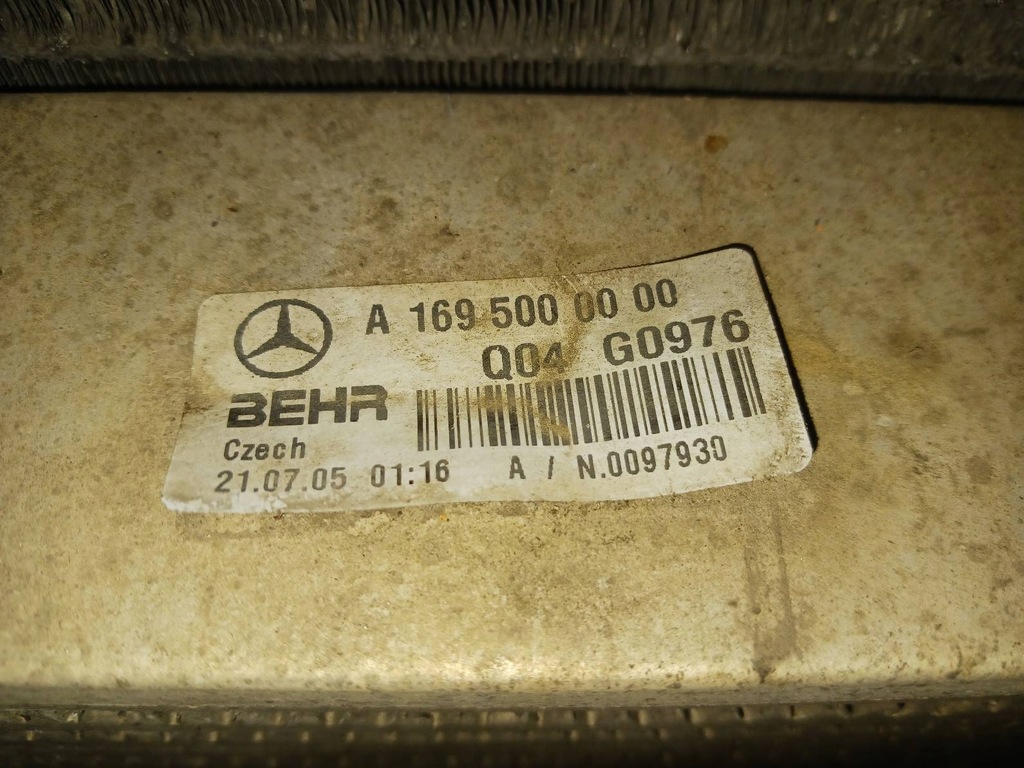 A 169 500 00 00
Q04 G0976
BEHR
Czech
21.07.05 01:16 A / N.0097930